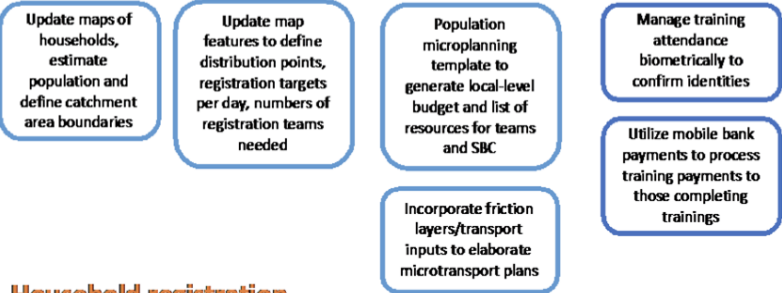 Update maps of
households,
estimate
population and
define catchment
area boundaries
Update map
features to define
distribution points,
registration targets
per day, numbers of
registration teams
needed
Population
microplanning
template to
generate local-level
budget and list of
resources for teams
and SBC
Incorporate friction
layers/transport
inputs to elaborate
microtransport plans
Manage training
attendance
biometrically to
confirm identities
Utilize mobile bank
payments to process
training payments to
those completing
trainings
Household registration